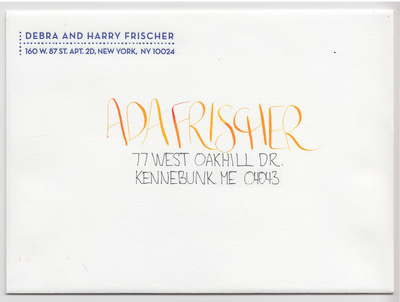 DEBRA AND HARRY FRISCHER
160 W. 87 ST. APT. 2D, NEW YORK, NY 10024
ADA FRISCHER
77 WEST OAKHILL DR.
KENNEBUNK ME 04043